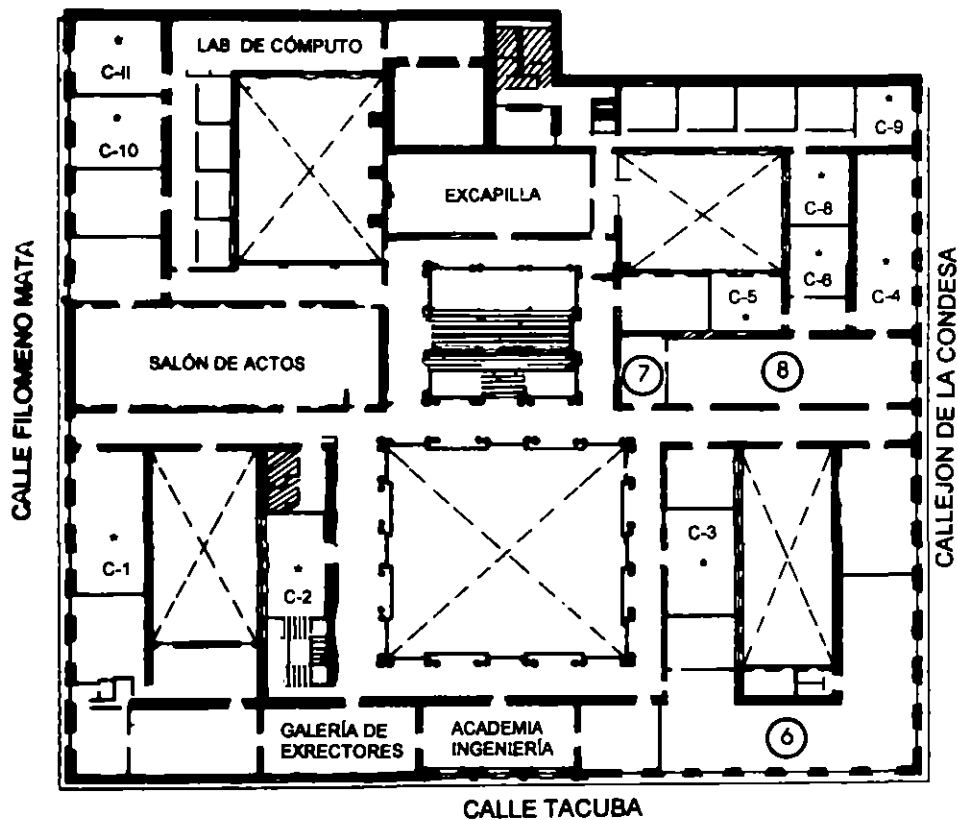 LAB DE CÓMPUTO
C-II
C-10
C-9
EXCAPILLA
C-8
C-6
C-5
C-4
SALÓN DE ACTOS
7
8
CALLE FILOMENO MATA
CALLEJON DE LA CONDESA
C-1
C-2
C-3
GALERÍA DE
EXRECTORES
ACADEMIA
INGENIERÍA
6
CALLE TACUBA